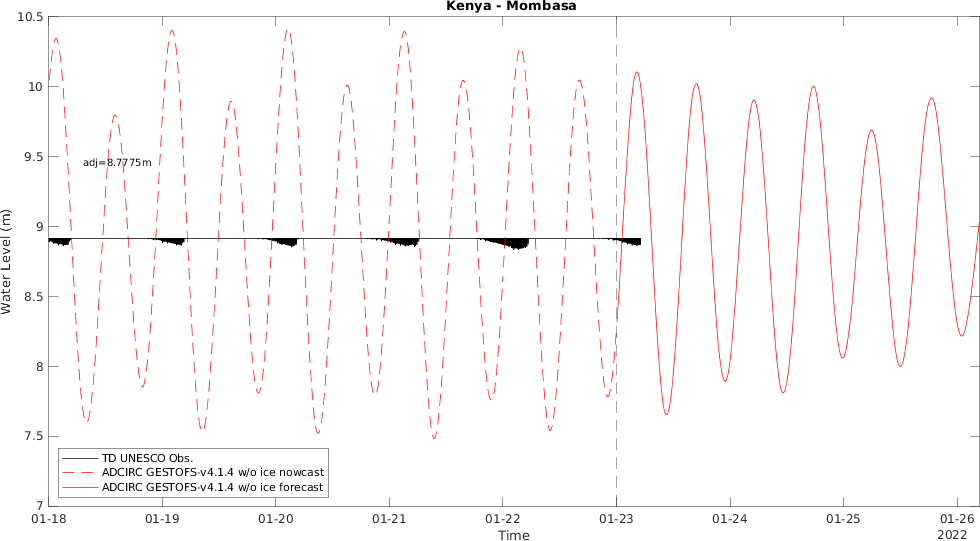 Kenya - Mombasa
10.5
10
9.5
9
8.5
8
7.5
7
Water Level (m)
adj=8.7775m
TD UNESCO Obs.
ADCIRC GESTOFS-v4.1.4 w/o ice nowcast
ADCIRC GESTOFS-v4.1.4 w/o ice forecast
01-18 01-19 01-20 01-21 01-22 01-23 01-24 01-25 01-26
2022
Time